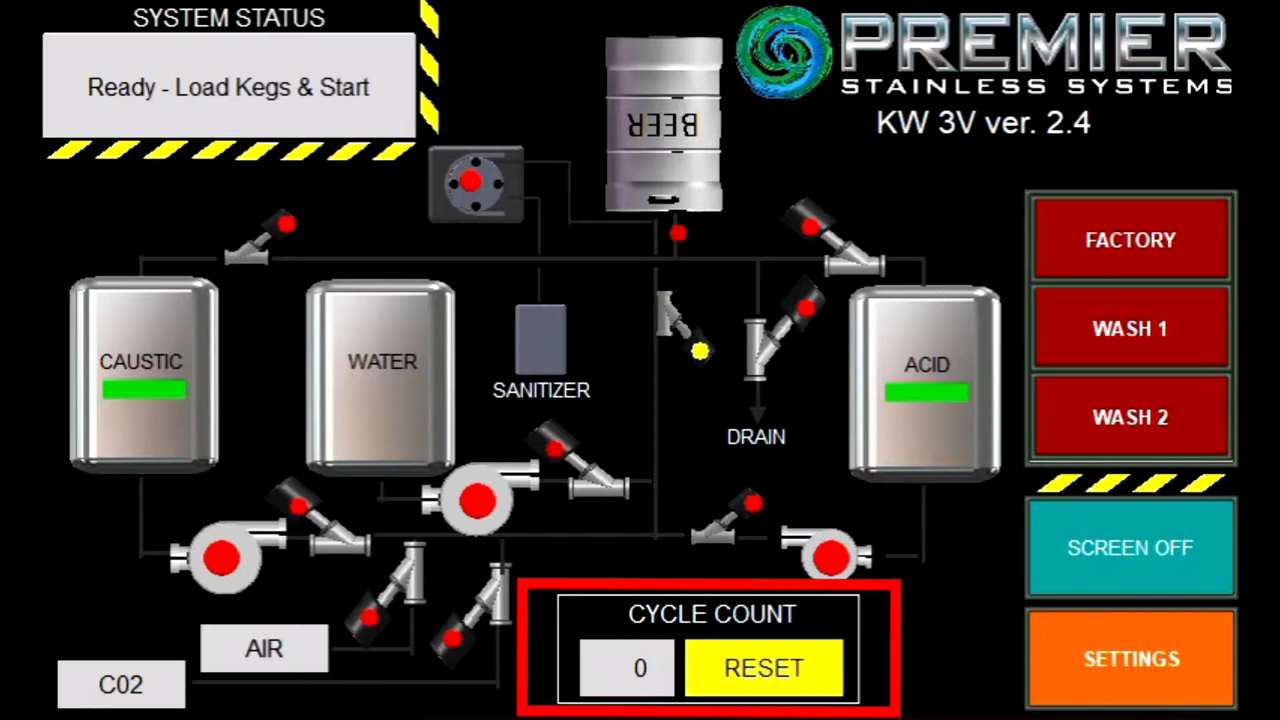 SYSTEM STATUS
Ready - Load Kegs & Start
PREMIER
STAINLESS SYSTEMS
KW 3V ver. 2.4
BEER
FACTORY
WASH 1
WASH 2
CAUSTIC
WATER
SANITIZER
ACID
DRAIN
SCREEN OFF
SETTINGS
AIR
C02
CYCLE COUNT
0
RESET